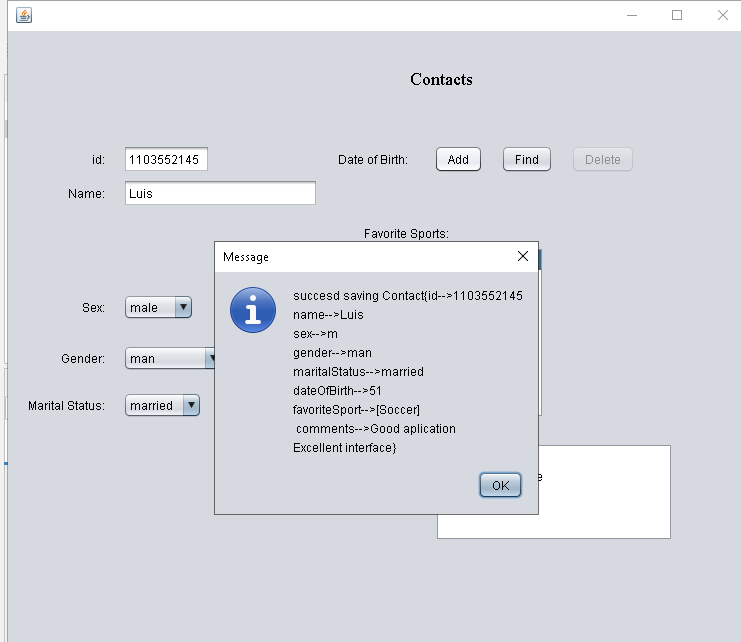 Contacts
id:
1103552145
Date of Birth:
Add
Find
Delete
Name:
Luis
Favorite Sports:
Message
succesd saving Contact{id-->1103552145
name-->Luis
sex-->m
gender-->man
maritalStatus-->married
dateOfBirth-->51
favoriteSport-->[Soccer]
comments-->Good aplication
Excellent interface}
OK
Sex:
male
Gender:
man
Marital Status:
married